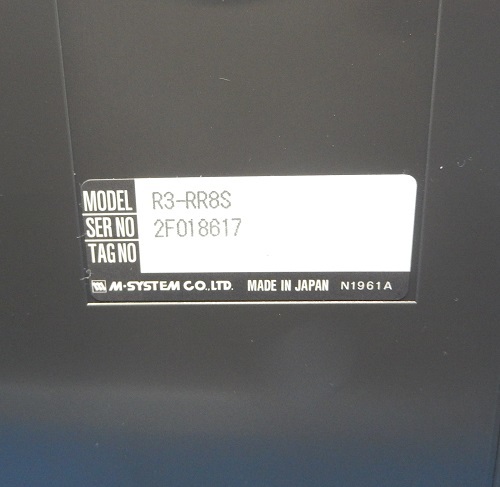 MODEL R3-RR8S
SER NO 2F018617
TAG NO
M-SYSTEM CO.,LTD. MADE IN JAPAN N1961A